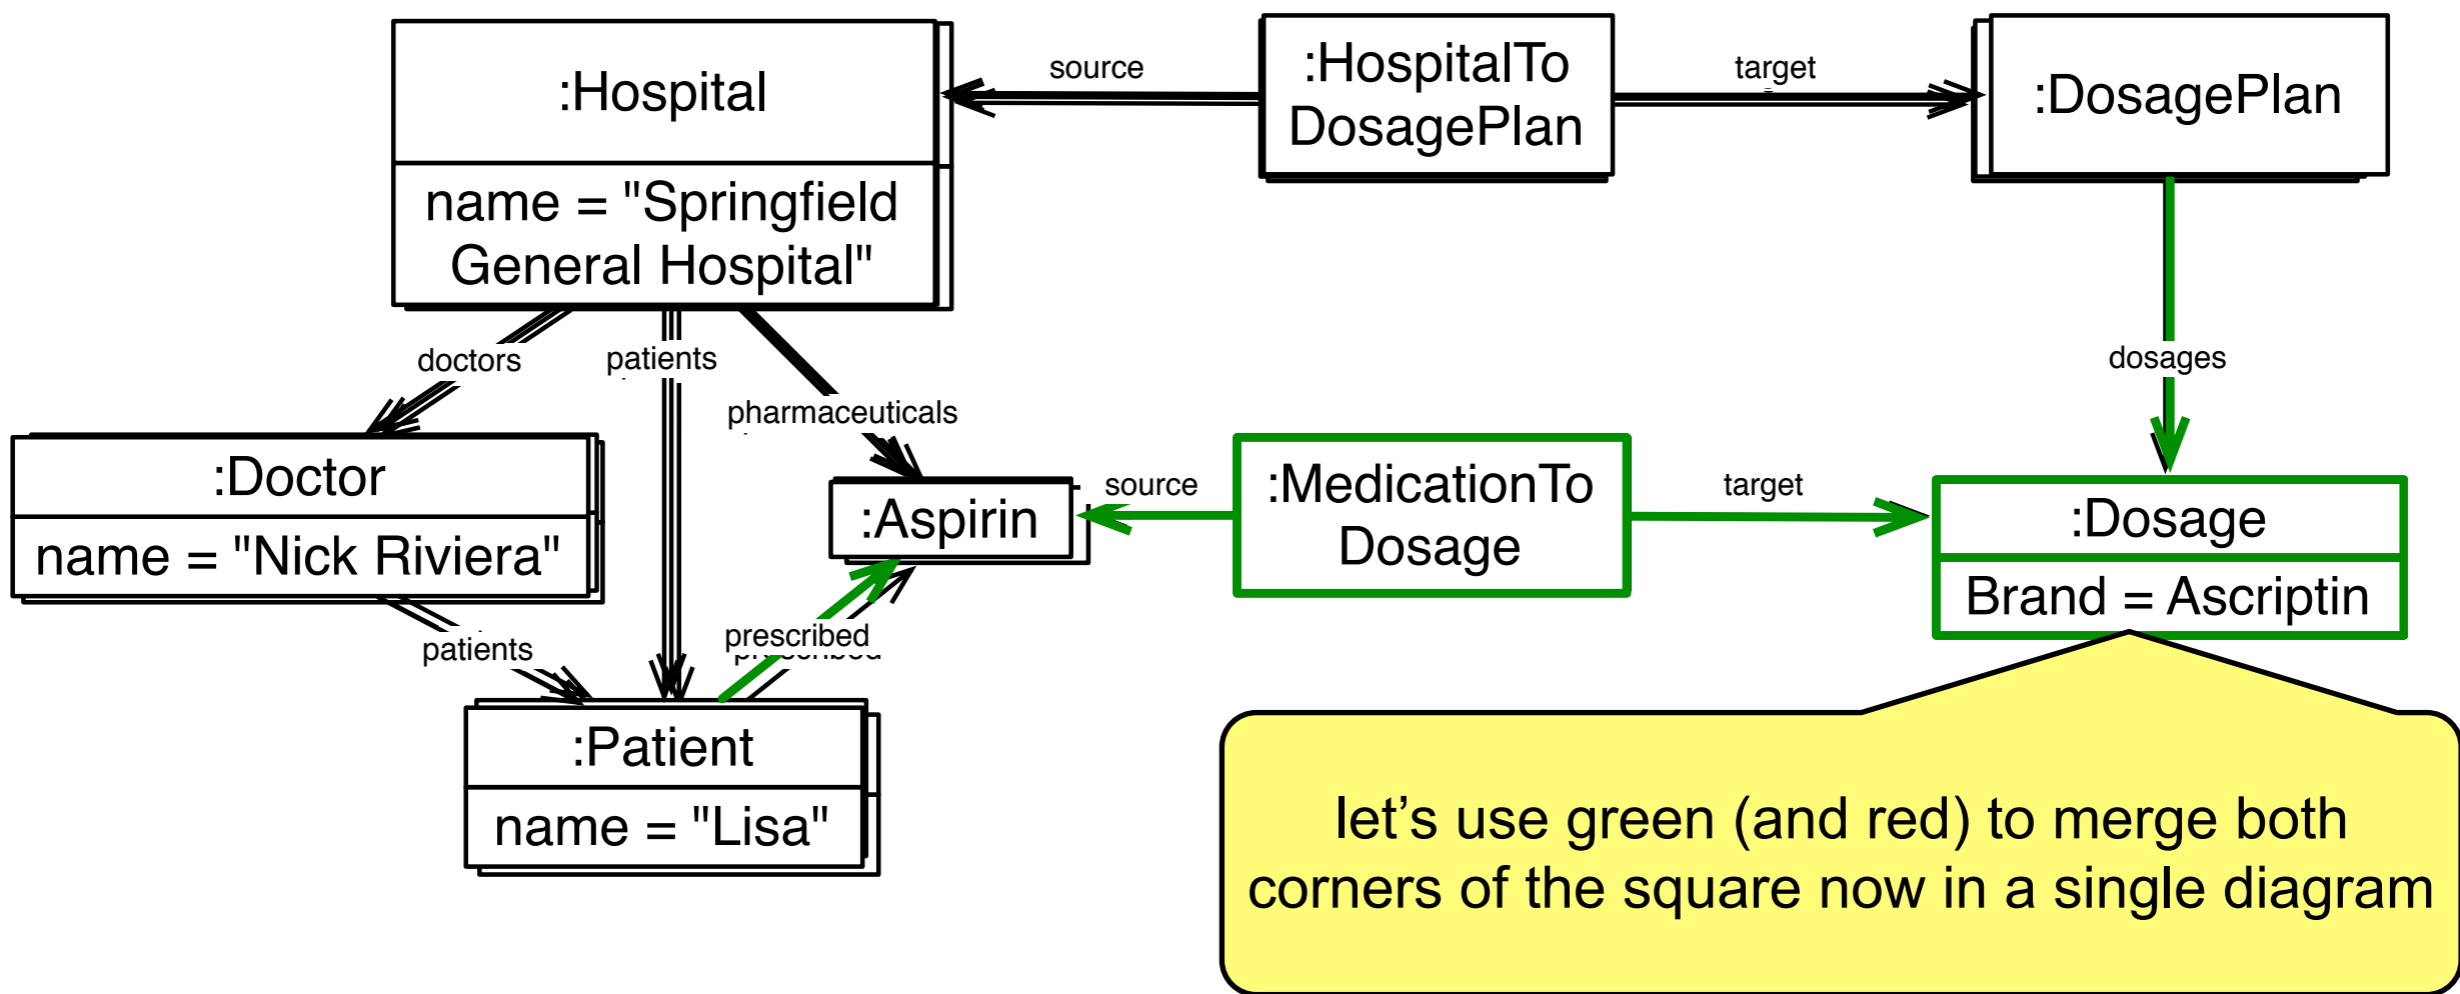 :Hospital
name = "Springfield
General Hospital"
source
:HospitalTo
DosagePlan
target
:DosagePlan
doctors
patients
pharmaceuticals
dosages
:Doctor
name = "Nick Riviera"
:Aspirin
source
:MedicationTo
Dosage
target
:Dosage
Brand = Ascriptin
patients
prescribed
prescribed
:Patient
name = "Lisa"
let’s use green (and red) to merge both
corners of the square now in a single diagram